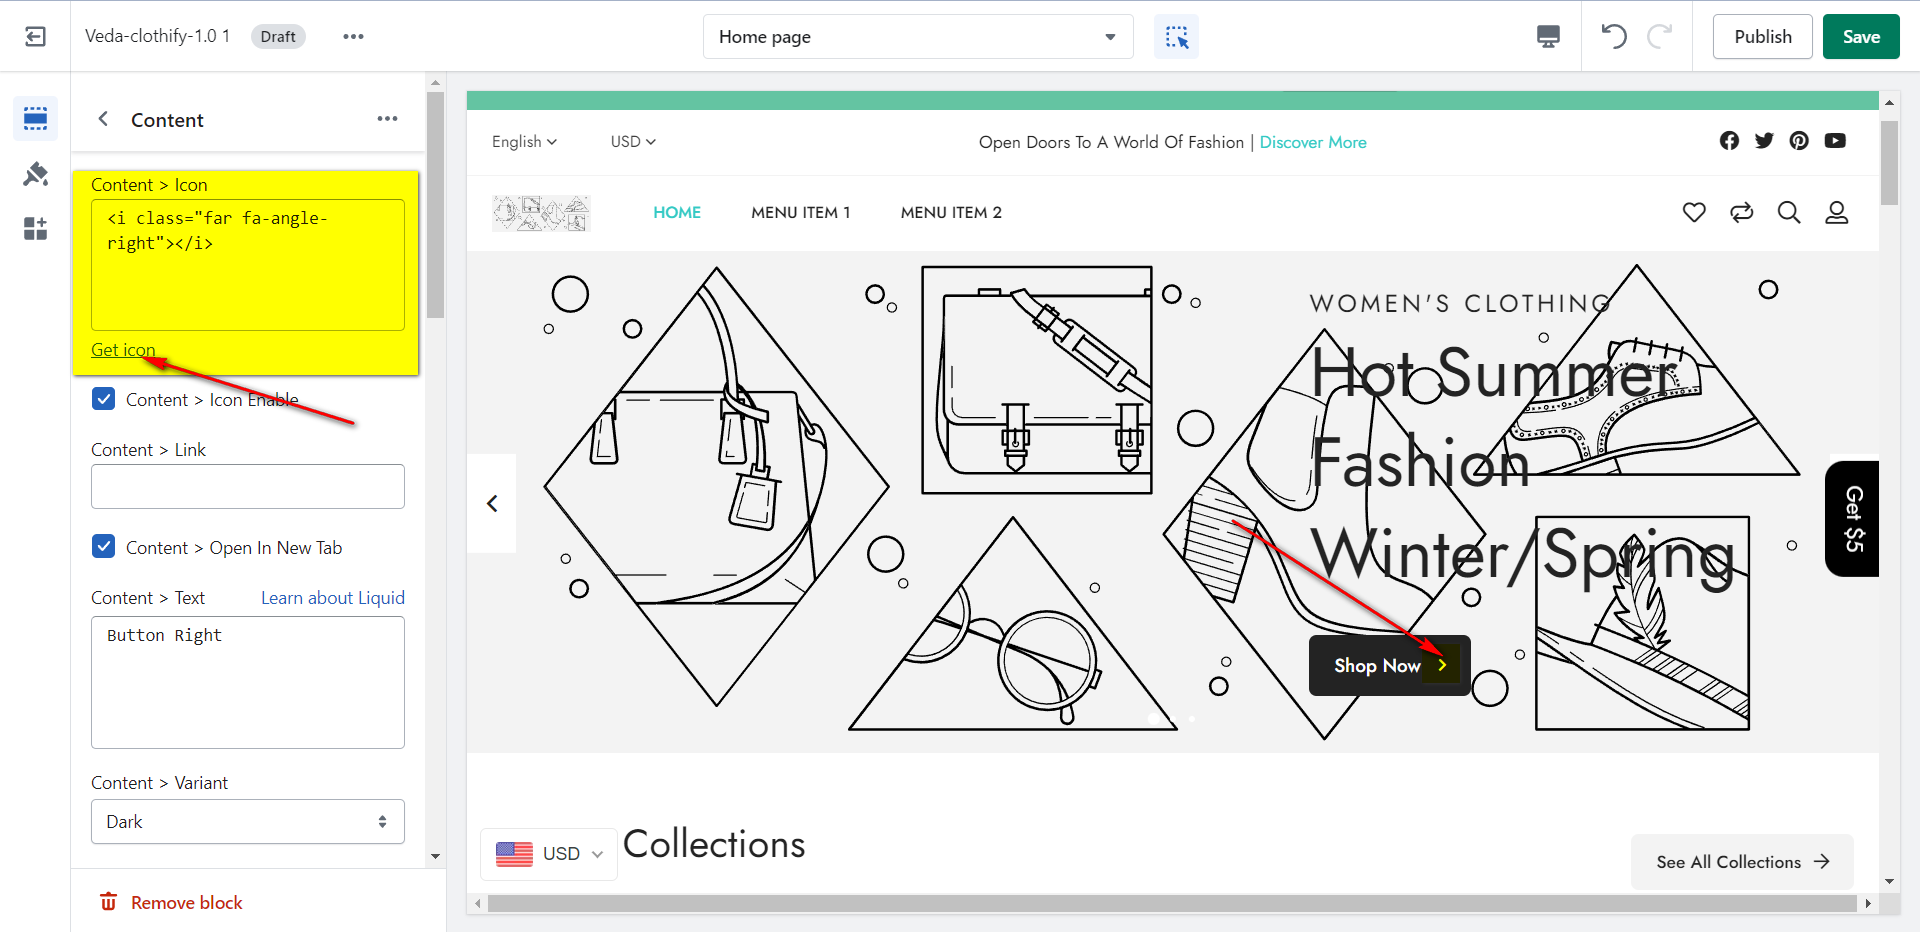 Veda-clothify-1.0 1
Draft
Home page
Publish
Save
Content
Content > Icon
<i class="far fa-angle-
right"></i>
Get icon
Content > Icon Enable
Content > Link
Content > Open In New Tab
Content > Text
Learn about Liquid
Button Right
Content > Variant
Dark
Remove block
English
USD
Open Doors To A World Of Fashion | Discover More
HOME
MENU ITEM 1
MENU ITEM 2
WOMEN'S CLOTHING
Hot Summer
Fashion
Winter/Spring
Shop Now
Get $5
USD
Collections
See All Collections